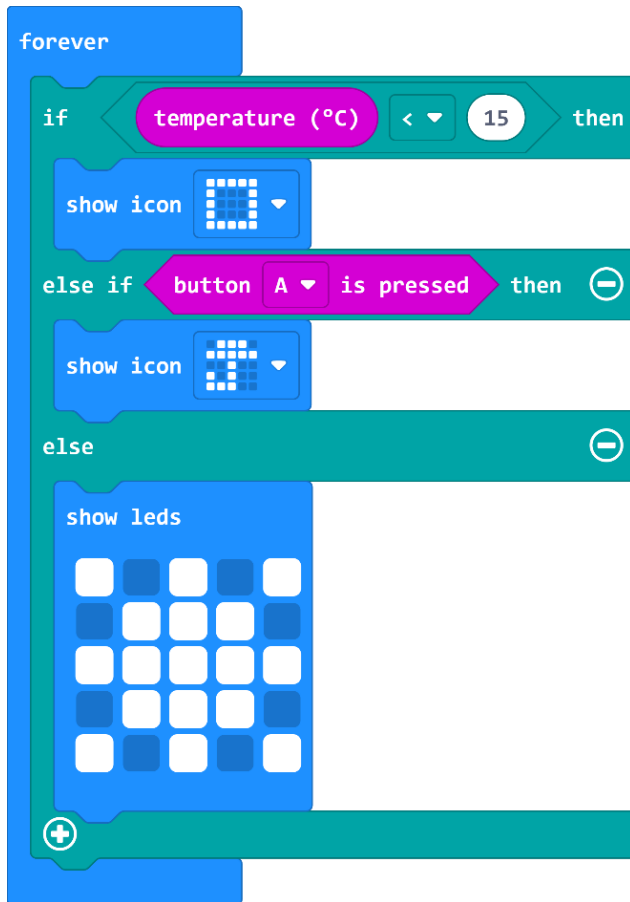 forever
if temperature (°C) < 15 then
show icon
else if button A is pressed then
show icon
else
show leds